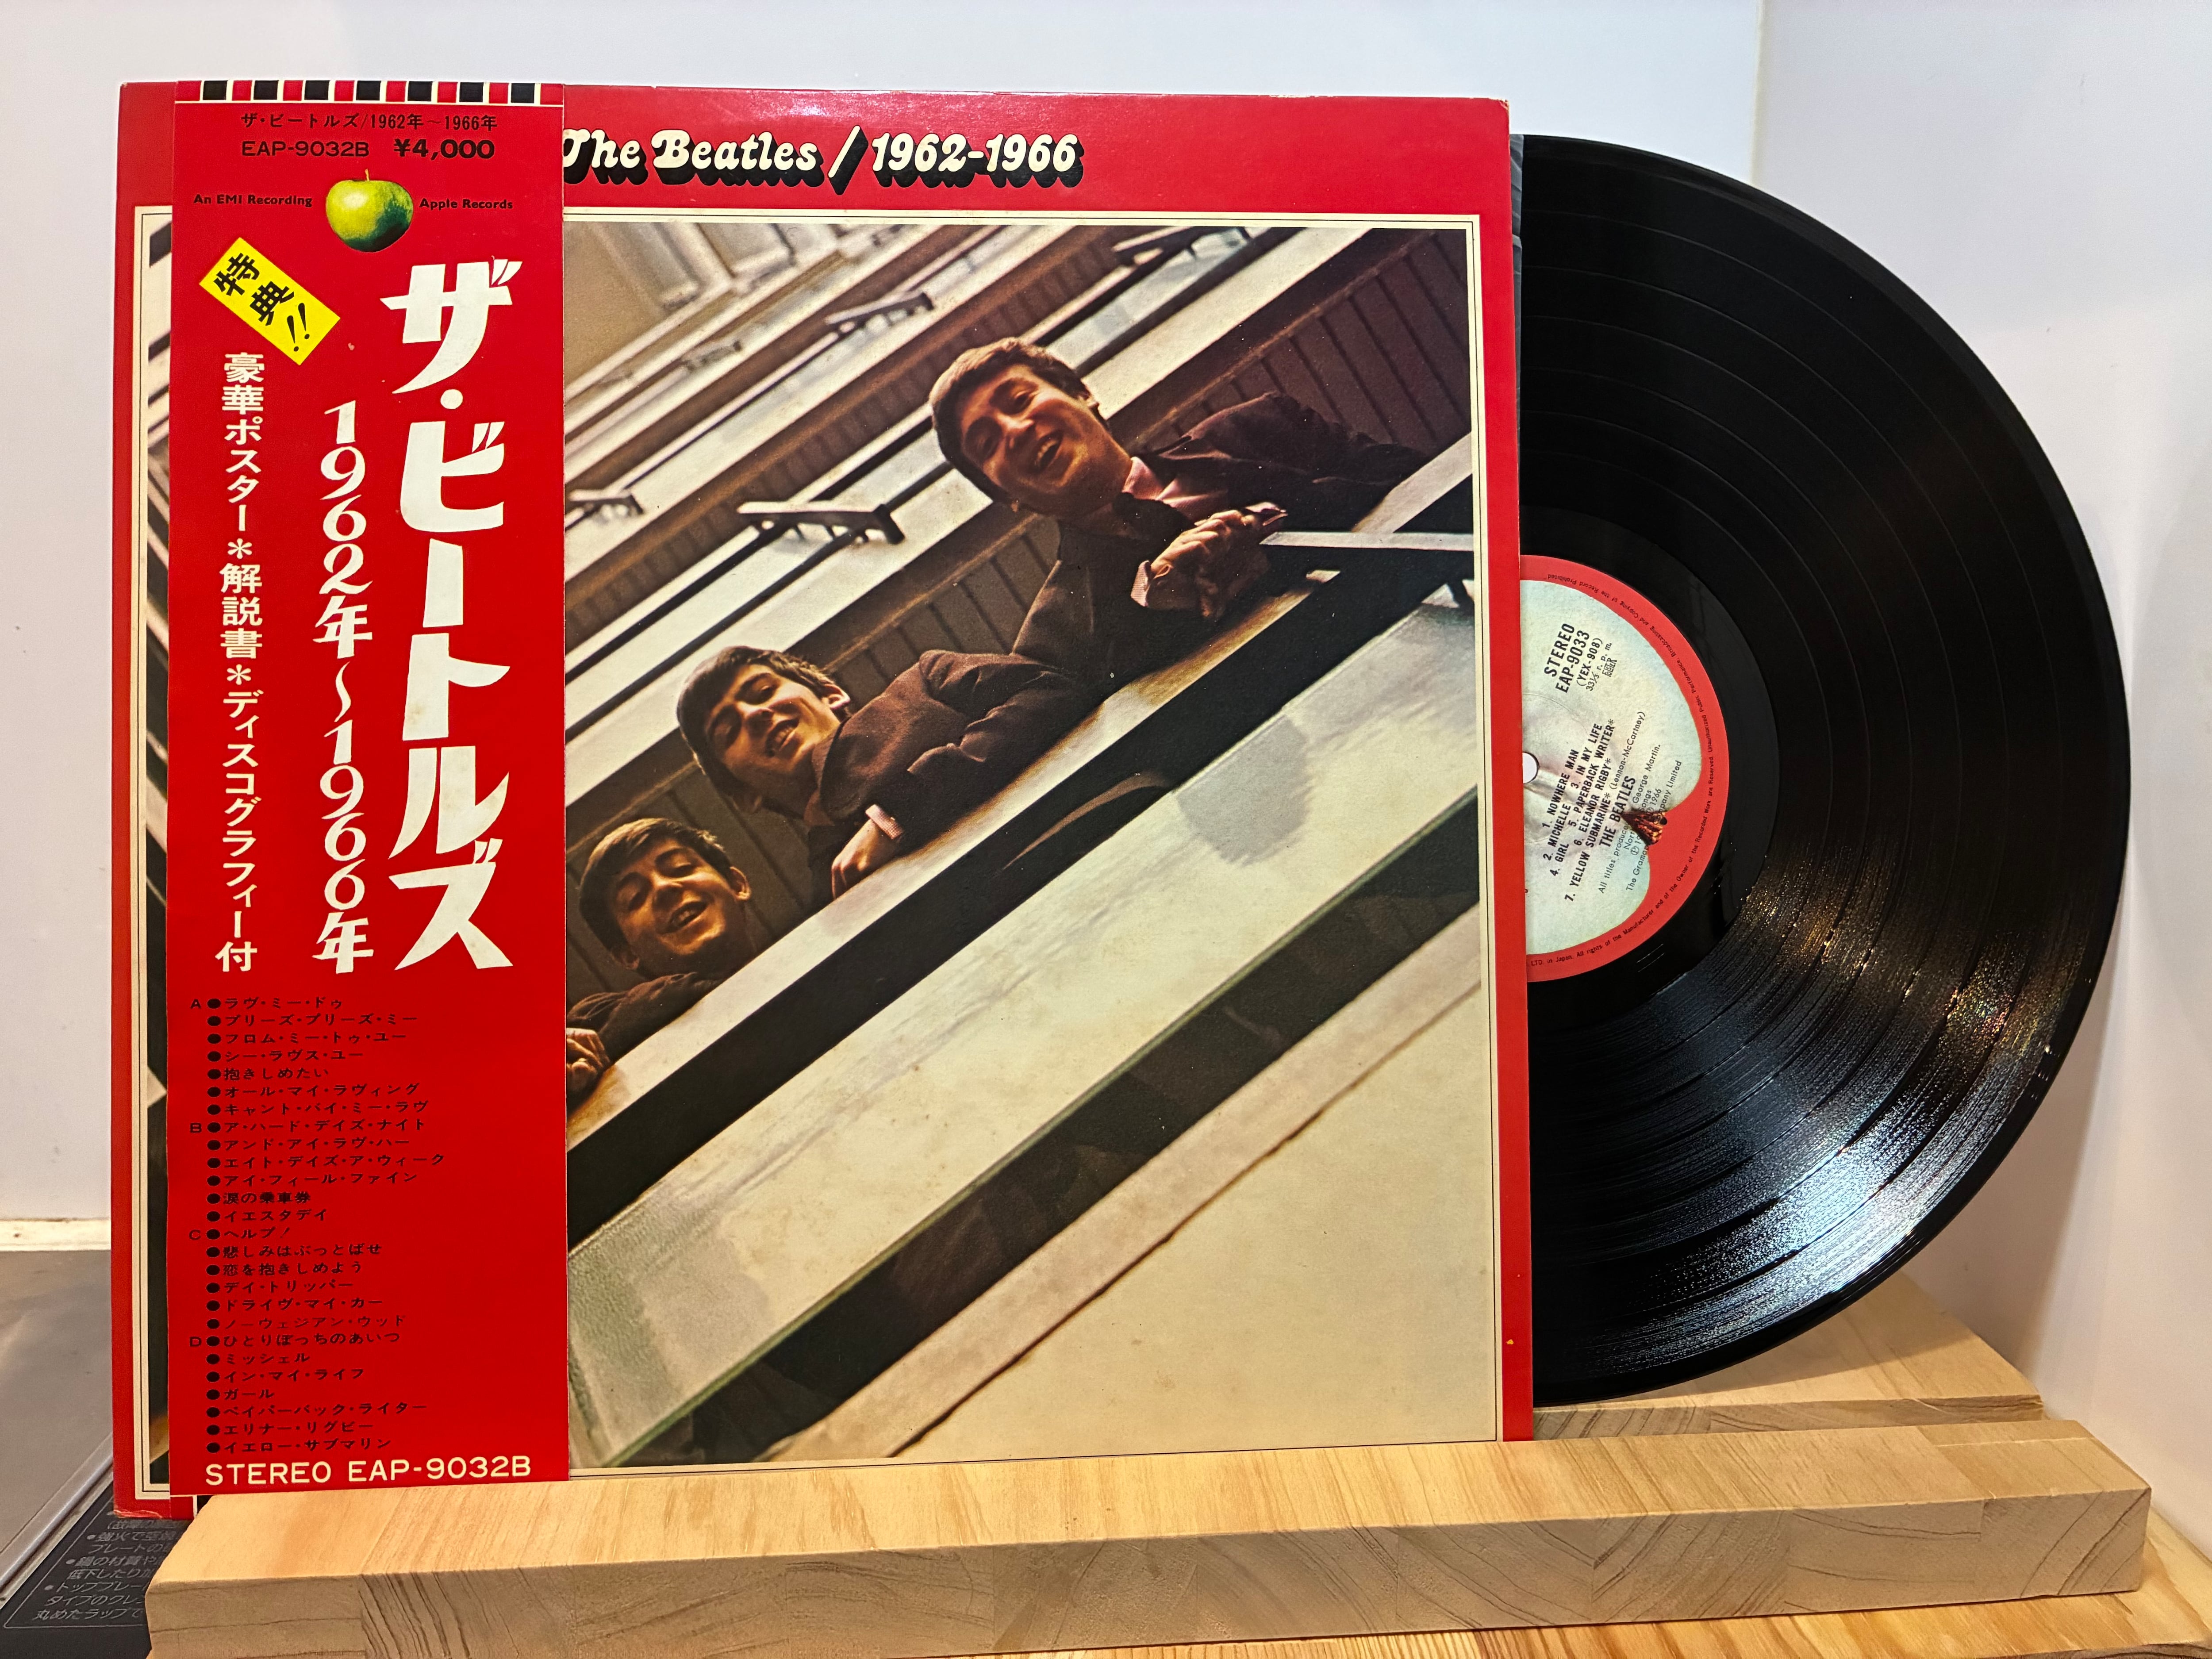 ザ・ビートルズ/1962年〜1966年
EAP-9032B ¥4,000
An EMI Recording
Apple Records
The Beatles / 1962-1966
特典!!
ザ・ビートルズ
1962年〜1966年
豪華ポスター*解説書*ディスコグラフィー付
A ●ラヴ・ミー・ドゥ
●プリーズ・プリーズ・ミー
●フロム・ミー・トゥ・ユー
●シー・ラヴズ・ユー
●抱きしめたい
●オール・マイ・ラヴィング
●キャント・バイ・ミー・ラヴ
B ●ア・ハード・デイズ・ナイト
●アンド・アイ・ラヴ・ハー
●エイト・デイズ・ア・ウィーク
●アイ・フィール・ファイン
●涙の乗車券
●イエスタデイ
C ●ヘルプ!
●悲しみはぶっとばせ
●恋を抱きしめよう
●デイ・トリッパー
●ドライヴ・マイ・カー
●ノーウェジアン・ウッド
D ●ひとりぼっちのあいつ
●ミッシェル
●イン・マイ・ライフ
●ガール
●ペイパーバック・ライター
●エリナー・リグビー
●イエロー・サブマリン
STEREO EAP-9032B
STEREO
EAP-9033
(YEX-908)
33⅓ r.p.m.
1. NOWHERE MAN
2. MICHELLE 3. IN MY LIFE
4. GIRL 5. PAPERBACK WRITER*
6. ELEANOR RIGBY*
7. YELLOW SUBMARINE* (Lennon-McCartney)
THE BEATLES
All titles produced George Martin.